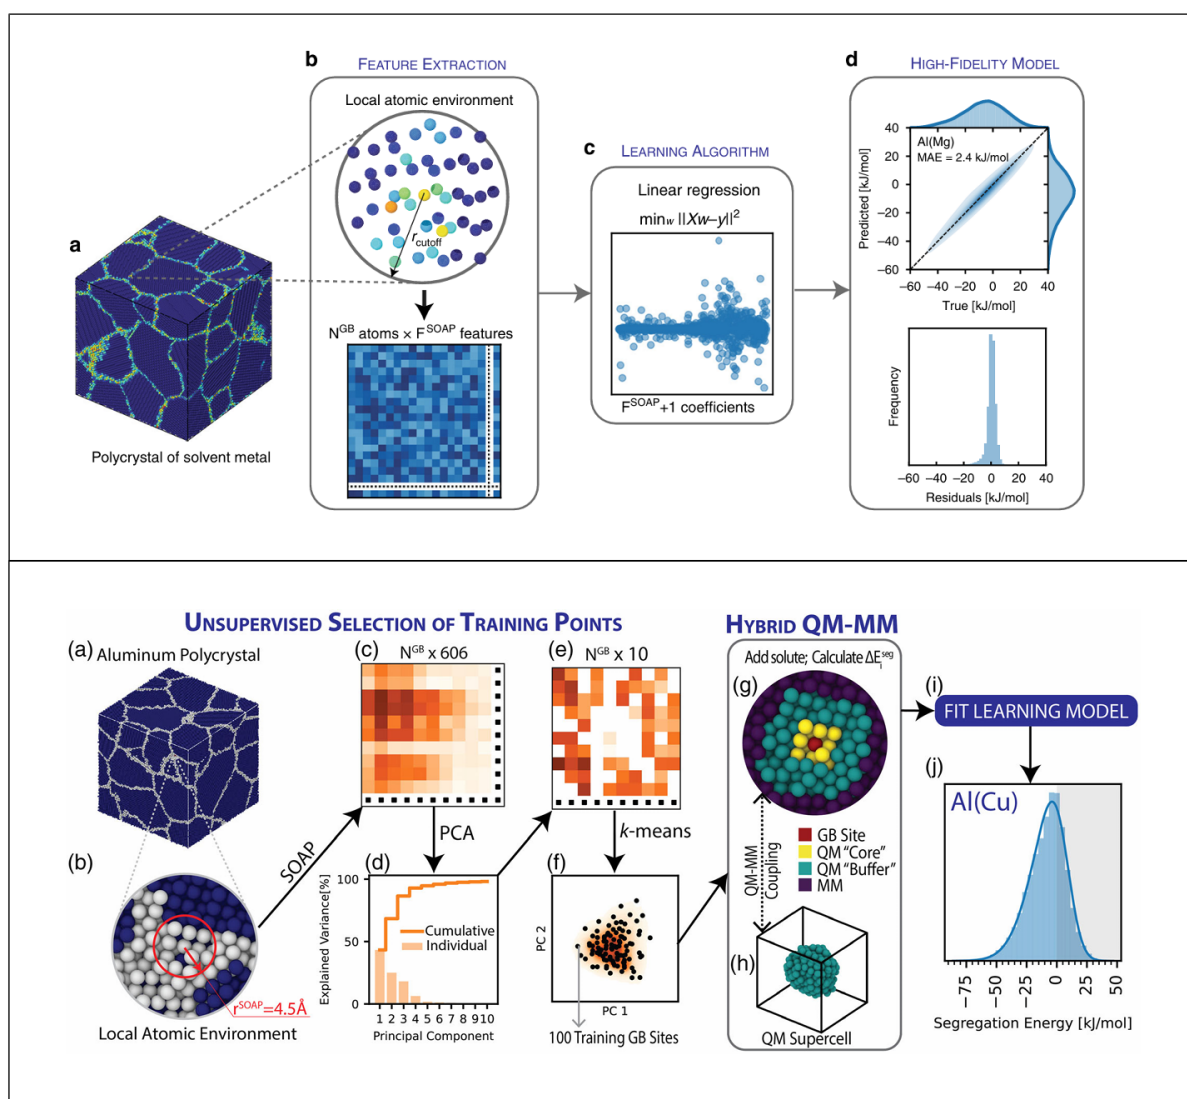 a
Polycrystal of solvent metal
b
FEATURE EXTRACTION
Local atomic environment
r cutoff
N^GB atoms × F^SOAP features
c
LEARNING ALGORITHM
Linear regression
min_w ||Xw−y||²
F^SOAP+1 coefficients
d
HIGH-FIDELITY MODEL
Al(Mg)
MAE = 2.4 kJ/mol
Predicted [kJ/mol]
40
20
0
−20
−40
−60
−60 −40 −20 0 20 40
True [kJ/mol]
Frequency
−60 −40 −20 0 20 40
Residuals [kJ/mol]
UNSUPERVISED SELECTION OF TRAINING POINTS
(a)
Aluminum Polycrystal
(b)
r^SOAP=4.5Å
Local Atomic Environment
SOAP
(c)
N^GB x 606
PCA
(d)
Explained Variance[%]
100
50
0
Cumulative
Individual
1 2 3 4 5 6 7 8 9 10
Principal Component
(e)
N^GB x 10
k-means
(f)
PC 2
PC 1
100 Training GB Sites
HYBRID QM-MM
Add solute; Calculate ΔE_i^seg
(g)
GB Site
QM “Core”
QM “Buffer”
MM
QM-MM
Coupling
(h)
QM Supercell
(i)
FIT LEARNING MODEL
(j)
Al(Cu)
−75 −50 −25 0 25 50
Segregation Energy [kJ/mol]